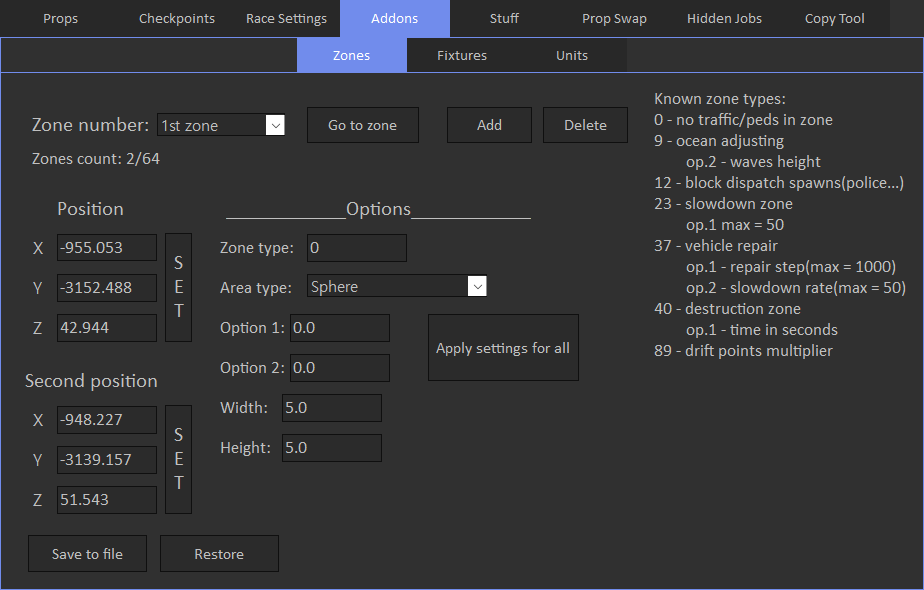 Props Checkpoints Race Settings Addons Stuff Prop Swap Hidden Jobs Copy Tool
Zones Fixtures Units
Zone number: 1st zone Go to zone Add Delete
Zones count: 2/64
Position
X -955.053
Y -3152.488
Z 42.944
SET
Second position
X -948.227
Y -3139.157
Z 51.543
SET
Save to file Restore
Options
Zone type: 0
Area type: Sphere
Option 1: 0.0
Option 2: 0.0
Width: 5.0
Height: 5.0
Apply settings for all
Known zone types:
0 - no traffic/peds in zone
9 - ocean adjusting
op.2 - waves height
12 - block dispatch spawns(police...)
23 - slowdown zone
op.1 max = 50
37 - vehicle repair
op.1 - repair step(max = 1000)
op.2 - slowdown rate(max = 50)
40 - destruction zone
op.1 - time in seconds
89 - drift points multiplier